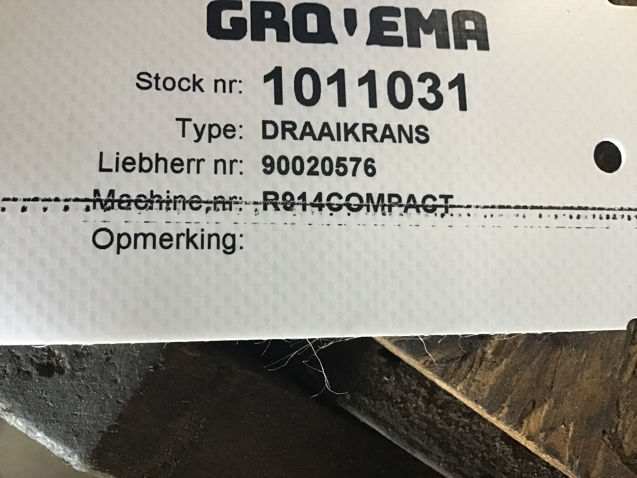 GROVEMA
Stock nr: 1011031
Type: DRAAIKRANS
Liebherr nr: 90020576
Machine nr: R914COMPACT
Opmerking: